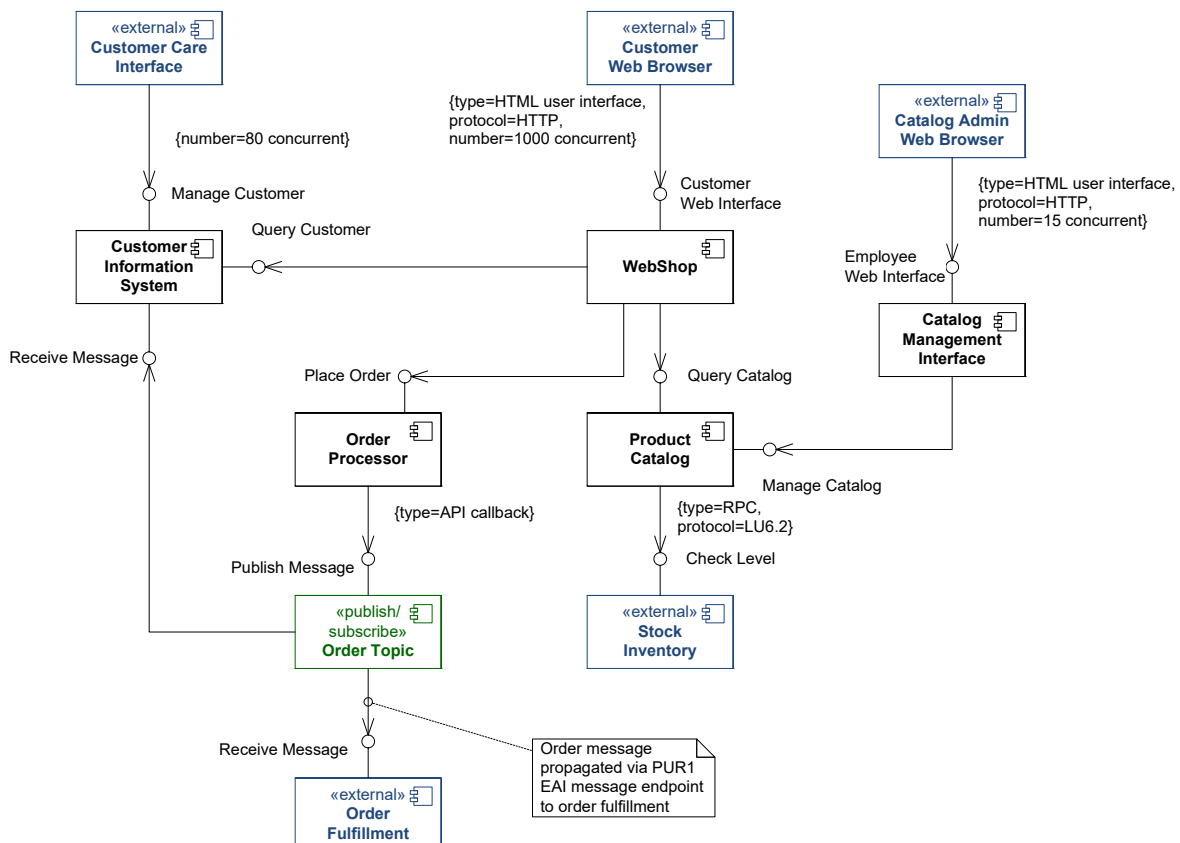 «external»
Customer Care
Interface
«external»
Customer
Web Browser
«external»
Catalog Admin
Web Browser
{type=HTML user interface,
protocol=HTTP,
number=1000 concurrent}
{number=80 concurrent}
{type=HTML user interface,
protocol=HTTP,
number=15 concurrent}
Manage Customer
Customer
Web Interface
Query Customer
Employee
Web Interface
Customer
Information
System
WebShop
Catalog
Management
Interface
Receive Message
Place Order
Query Catalog
Order
Processor
Product
Catalog
Manage Catalog
{type=API callback}
{type=RPC,
protocol=LU6.2}
Publish Message
Check Level
«publish/
subscribe»
Order Topic
«external»
Stock
Inventory
Receive Message
Order message
propagated via PUR1
EAI message endpoint
to order fulfillment
«external»
Order
Fulfillment